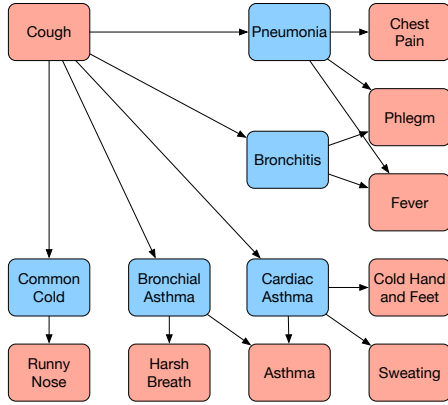 Cough
Pneumonia
Chest
Pain
Phlegm
Bronchitis
Fever
Common
Cold
Bronchial
Asthma
Cardiac
Asthma
Cold Hand
and Feet
Runny
Nose
Harsh
Breath
Asthma
Sweating